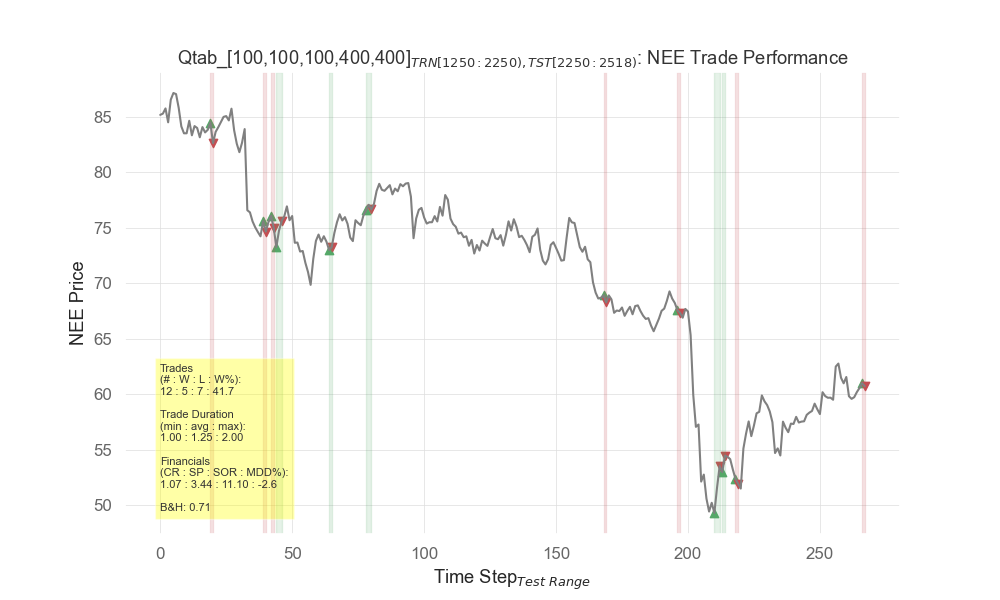 Qtab_[100,100,100,400,400]TRN[1250:2250),TST[2250:2518): NEE Trade Performance
NEE Price
85
80
75
70
65
60
55
50
Trades
(# : W : L : W%):
12 : 5 : 7 : 41.7
Trade Duration
(min : avg : max):
1.00 : 1.25 : 2.00
Financials
(CR : SP : SOR : MDD%):
1.07 : 3.44 : 11.10 : -2.6
B&H: 0.71
0 50 100 150 200 250
Time StepTest Range